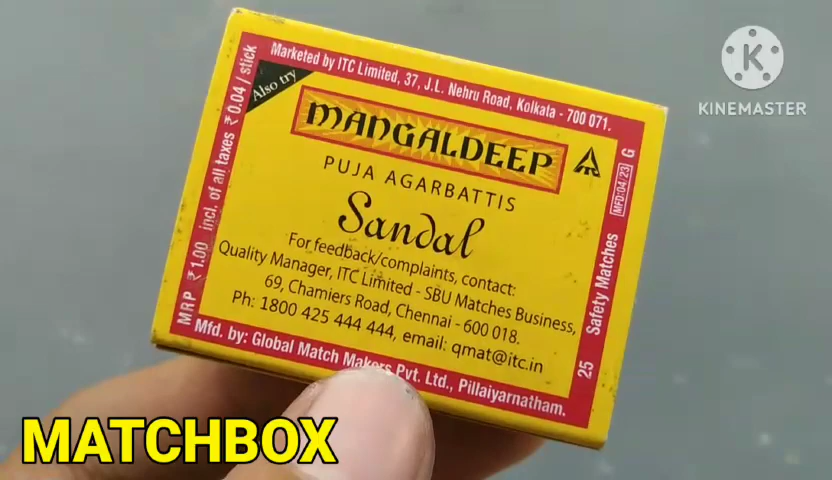 KINEMASTER
Marketed by ITC Limited, 37, J.L. Nehru Road, Kolkata - 700 071.
Also try
MANGALDEEP
PUJA AGARBATTIS
Sandal
For feedback/complaints, contact:
Quality Manager, ITC Limited - SBU Matches Business,
69, Chamiers Road, Chennai - 600 018.
Ph: 1800 425 444 444, email: qmat@itc.in
Mfd. by: Global Match Makers Pvt. Ltd., Pillaiyarnatham.
MRP ₹ 1.00 incl. of all taxes ₹ 0.04 / stick
25 Safety Matches MFD:04/23 G
MATCHBOX